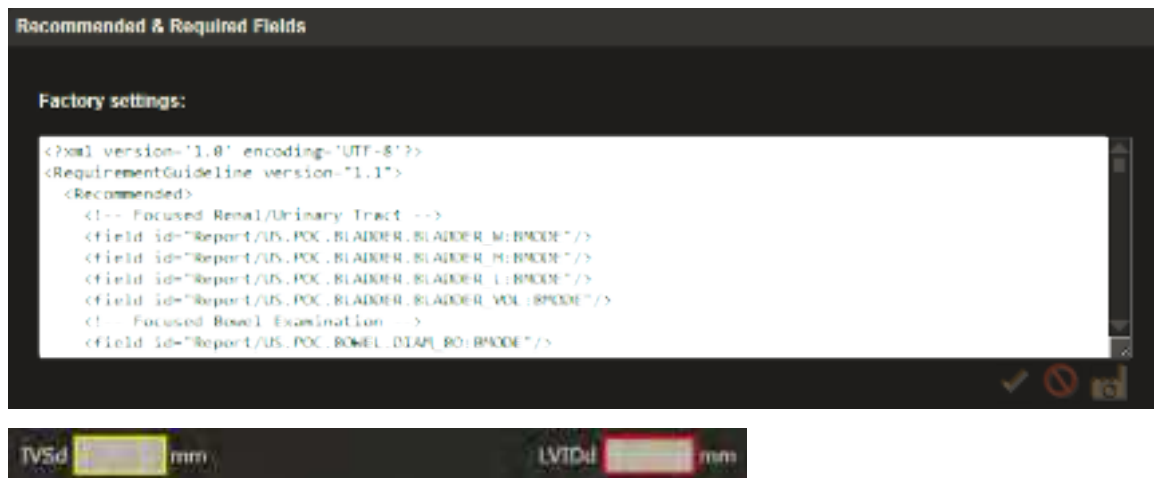 Recommended & Required Fields
Factory settings:
<?xml version='1.0' encoding='UTF-8'?>
<RequirementGuideline version="1.1">
<Recommended>
<!-- Focused Renal/Urinary Tract -->
<field id="Report/US.POC.BLADDER.BLADDER_W:BMODE"/>
<field id="Report/US.POC.BLADDER.BLADDER_H:BMODE"/>
<field id="Report/US.POC.BLADDER.BLADDER_L:BMODE"/>
<field id="Report/US.POC.BLADDER.BLADDER_VOL:BMODE"/>
<!-- Focused Bowel Examination -->
<field id="Report/US.POC.BOWEL.DIAM_BO:BMODE"/>
IVSd mm LVIDd mm